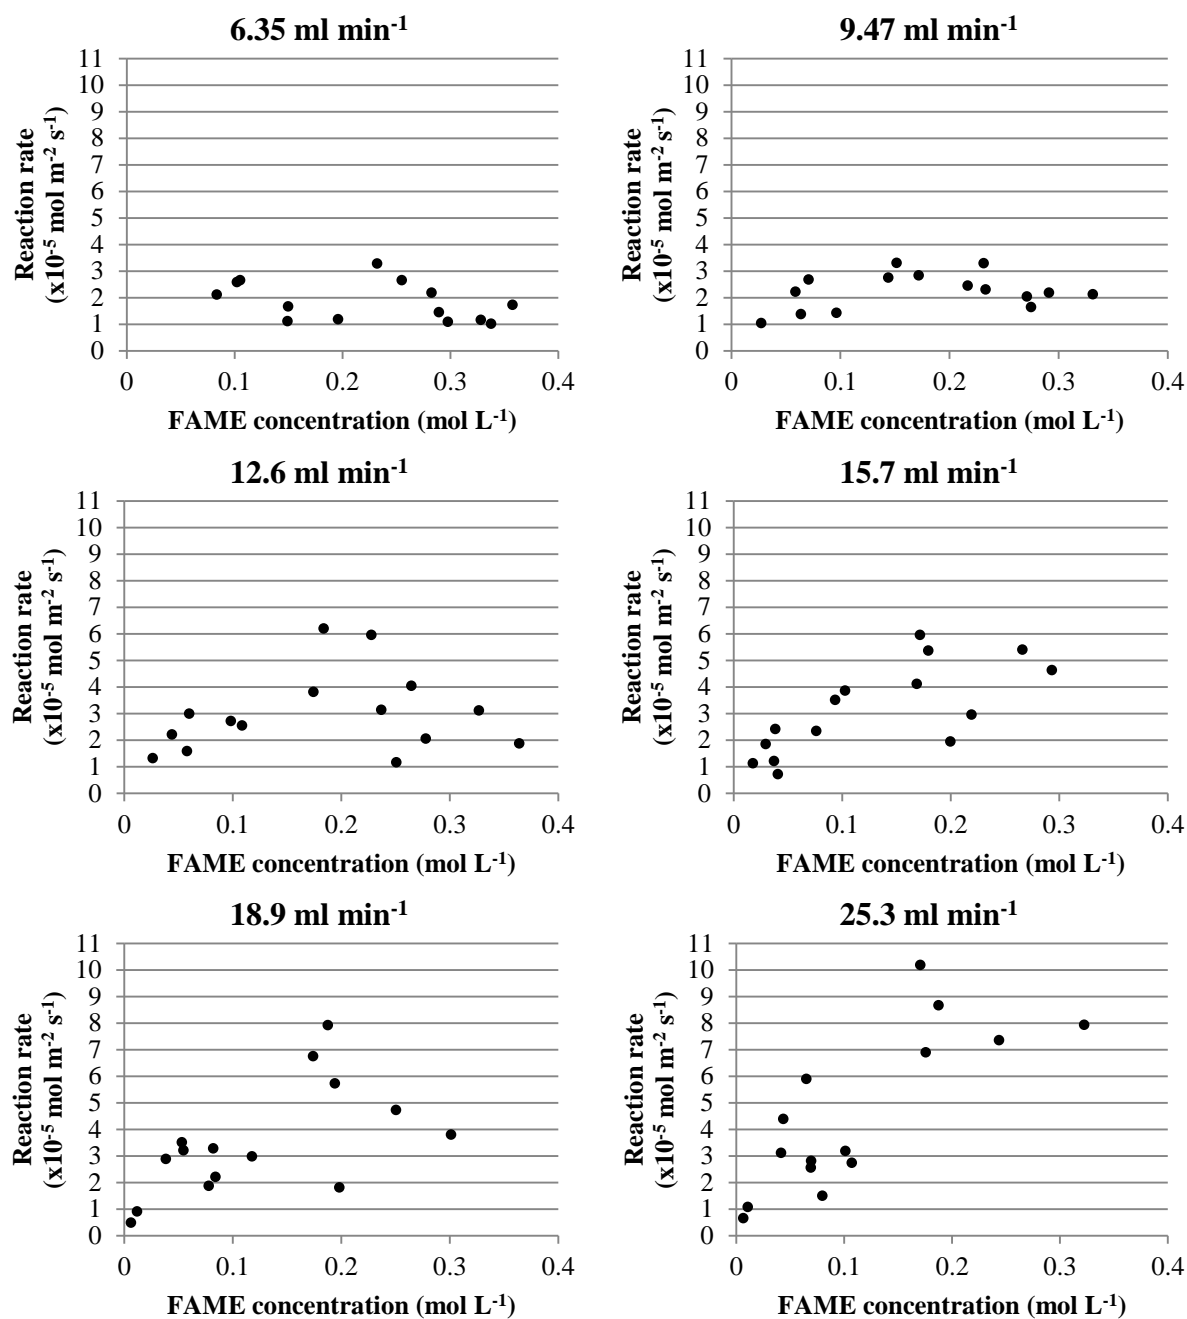 6.35 ml min⁻¹
11
10
9
8
7
6
5
4
3
2
1
0
Reaction rate
(x10⁻⁵ mol m⁻² s⁻¹)
0 0.1 0.2 0.3 0.4
FAME concentration (mol L⁻¹)
9.47 ml min⁻¹
11
10
9
8
7
6
5
4
3
2
1
0
Reaction rate
(x10⁻⁵ mol m⁻² s⁻¹)
0 0.1 0.2 0.3 0.4
FAME concentration (mol L⁻¹)
12.6 ml min⁻¹
11
10
9
8
7
6
5
4
3
2
1
0
Reaction rate
(x10⁻⁵ mol m⁻² s⁻¹)
0 0.1 0.2 0.3 0.4
FAME concentration (mol L⁻¹)
15.7 ml min⁻¹
11
10
9
8
7
6
5
4
3
2
1
0
Reaction rate
(x10⁻⁵ mol m⁻² s⁻¹)
0 0.1 0.2 0.3 0.4
FAME concentration (mol L⁻¹)
18.9 ml min⁻¹
11
10
9
8
7
6
5
4
3
2
1
0
Reaction rate
(x10⁻⁵ mol m⁻² s⁻¹)
0 0.1 0.2 0.3 0.4
FAME concentration (mol L⁻¹)
25.3 ml min⁻¹
11
10
9
8
7
6
5
4
3
2
1
0
Reaction rate
(x10⁻⁵ mol m⁻² s⁻¹)
0 0.1 0.2 0.3 0.4
FAME concentration (mol L⁻¹)